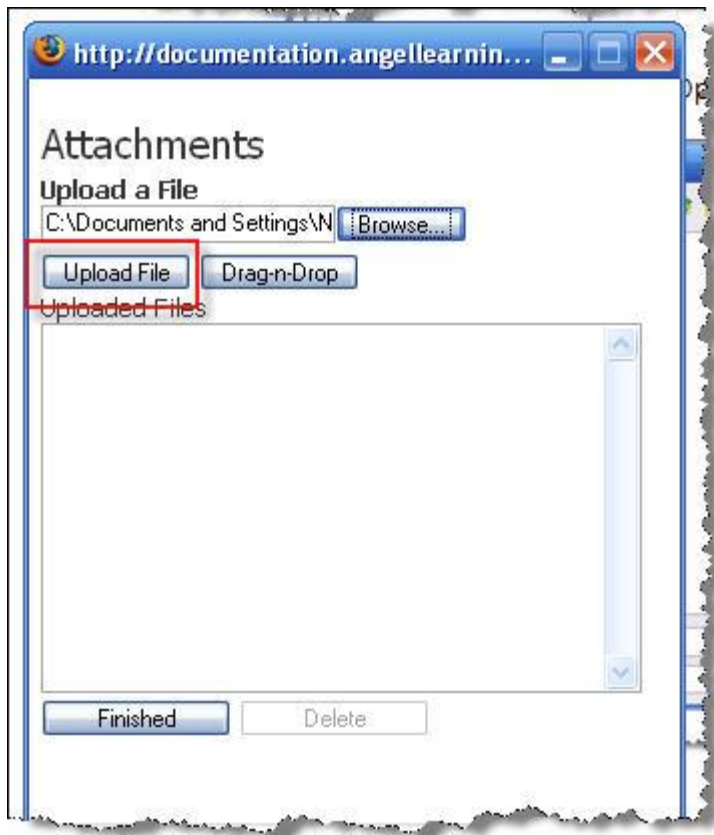 http://documentation.angellearnin...
Attachments
Upload a File
C:\Documents and Settings\N Browse...
Upload File Drag-n-Drop
Uploaded Files
Finished Delete